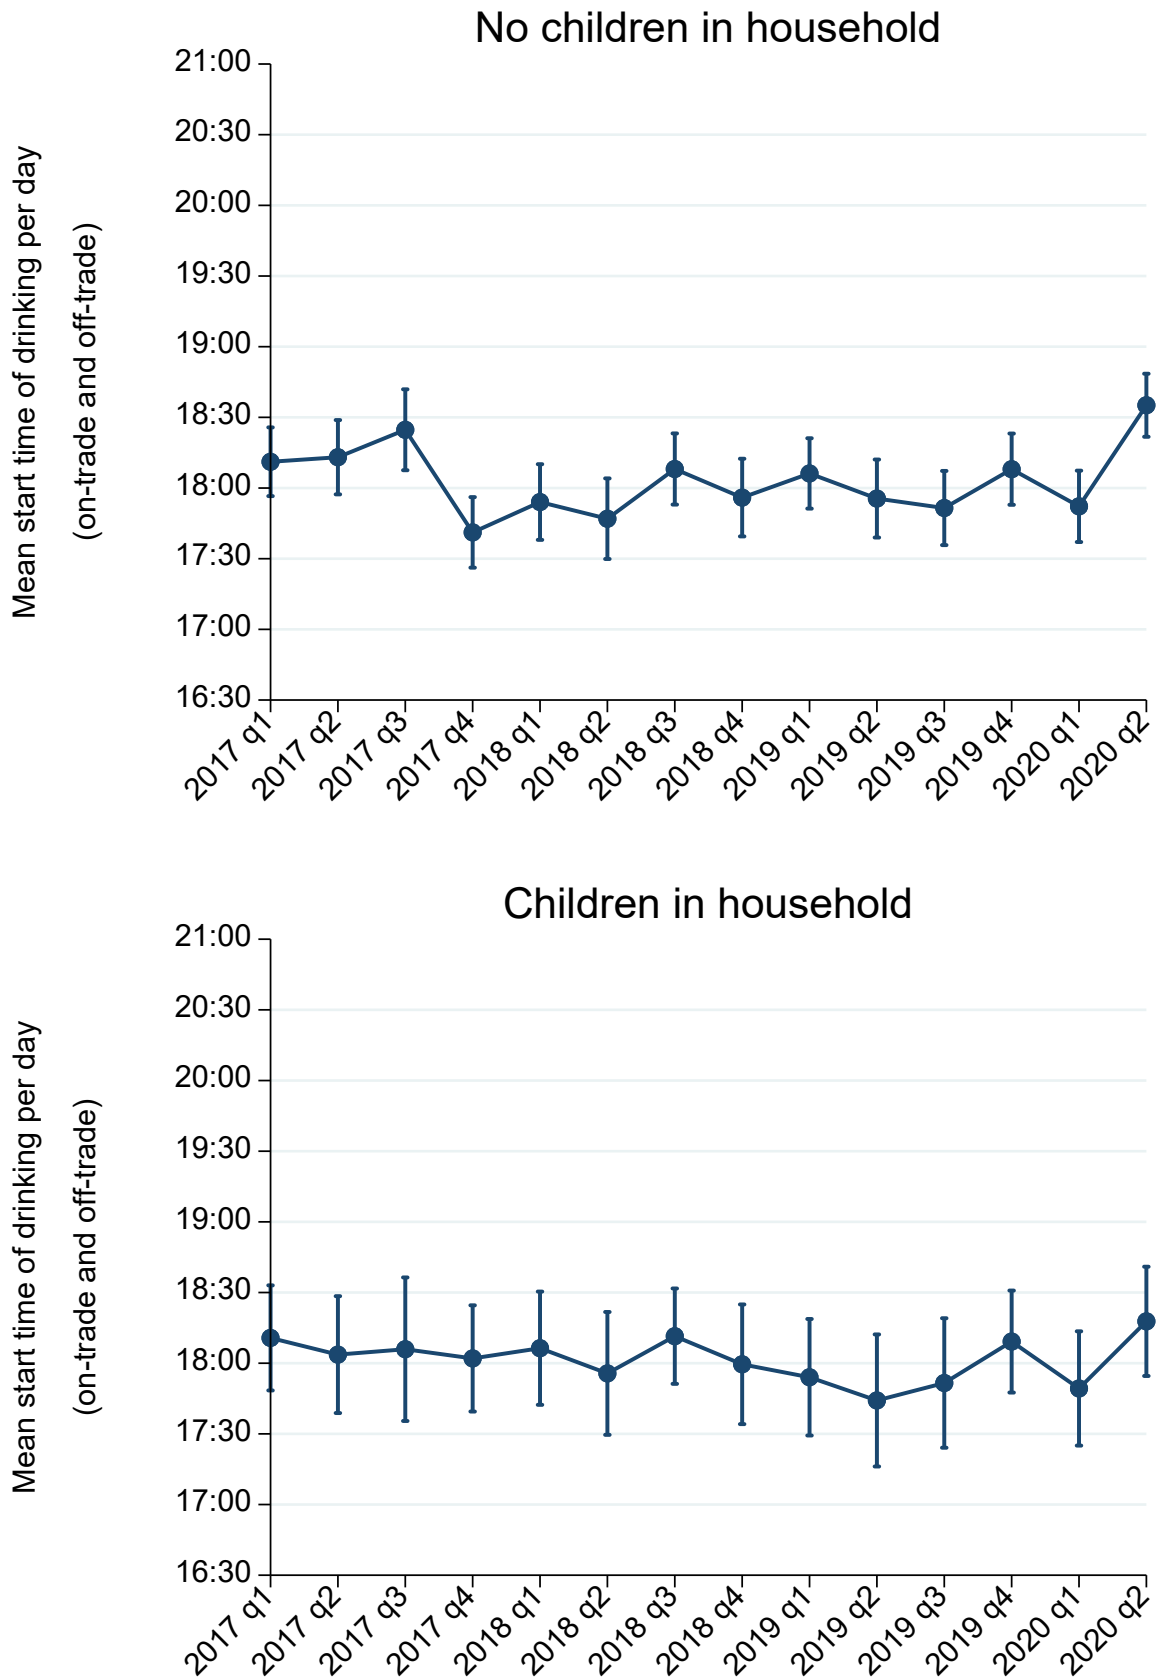 No children in household
Mean start time of drinking per day
(on-trade and off-trade)
21:00
20:30
20:00
19:30
19:00
18:30
18:00
17:30
17:00
16:30
2017 q1
2017 q2
2017 q3
2017 q4
2018 q1
2018 q2
2018 q3
2018 q4
2019 q1
2019 q2
2019 q3
2019 q4
2020 q1
2020 q2
Children in household
Mean start time of drinking per day
(on-trade and off-trade)
21:00
20:30
20:00
19:30
19:00
18:30
18:00
17:30
17:00
16:30
2017 q1
2017 q2
2017 q3
2017 q4
2018 q1
2018 q2
2018 q3
2018 q4
2019 q1
2019 q2
2019 q3
2019 q4
2020 q1
2020 q2